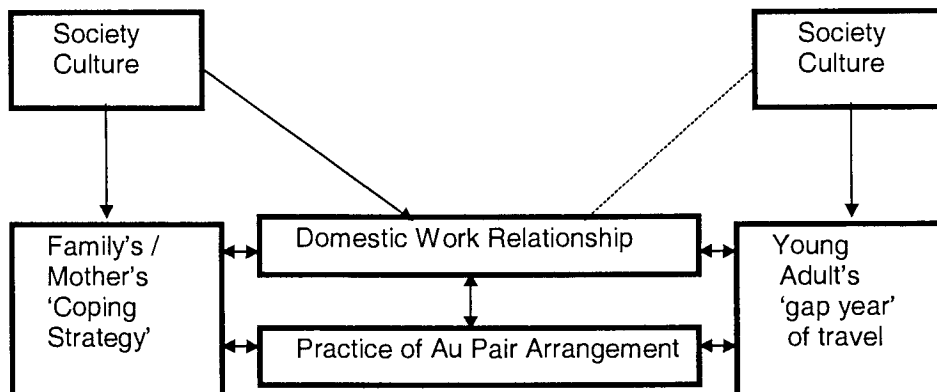 Society
Culture
Society
Culture
Family's /
Mother's
‘Coping
Strategy’
Domestic Work Relationship
Practice of Au Pair Arrangement
Young
Adult's
‘gap year’
of travel